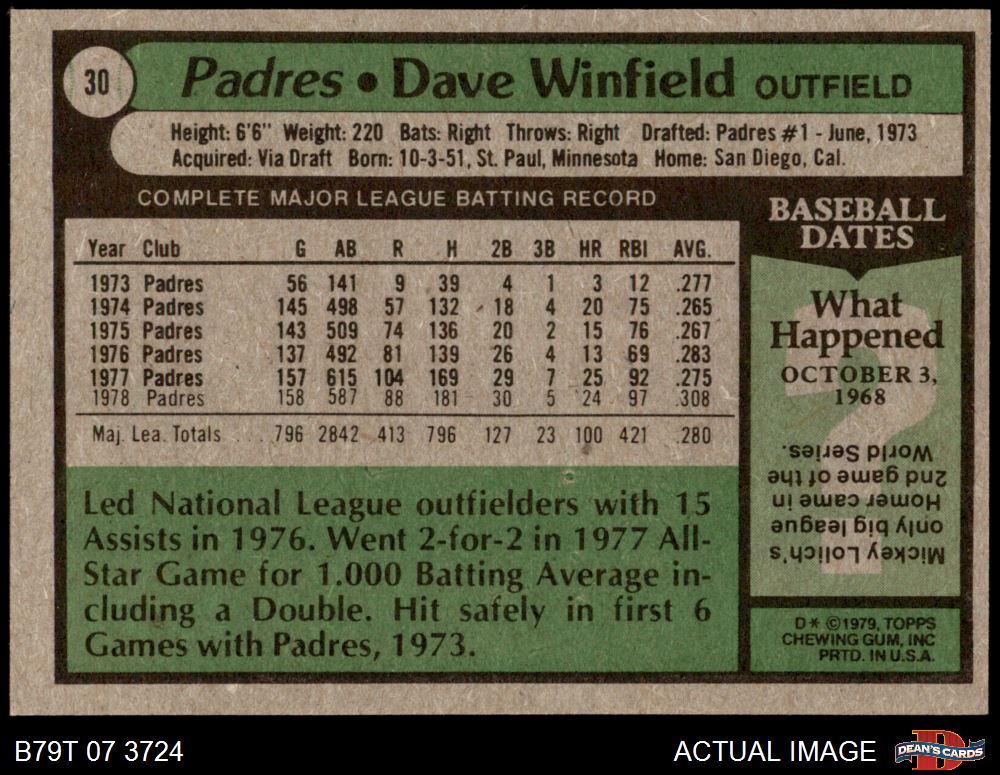 30
Padres • Dave Winfield OUTFIELD
Height: 6'6" Weight: 220 Bats: Right Throws: Right Drafted: Padres #1 - June, 1973
Acquired: Via Draft Born: 10-3-51, St. Paul, Minnesota Home: San Diego, Cal.
COMPLETE MAJOR LEAGUE BATTING RECORD
Year Club G AB R H 2B 3B HR RBI AVG.
1973 Padres 56 141 9 39 4 1 3 12 .277
1974 Padres 145 498 57 132 18 4 20 75 .265
1975 Padres 143 509 74 136 20 2 15 76 .267
1976 Padres 137 492 81 139 26 4 13 69 .283
1977 Padres 157 615 104 169 29 7 25 92 .275
1978 Padres 158 587 88 181 30 5 24 97 .308
Maj. Lea. Totals ... 796 2842 413 796 127 23 100 421 .280
Led National League outfielders with 15
Assists in 1976. Went 2-for-2 in 1977 All-
Star Game for 1.000 Batting Average in-
cluding a Double. Hit safely in first 6
Games with Padres, 1973.
BASEBALL
DATES
What
Happened
OCTOBER 3,
1968
?
Mickey Lolich's
only big league
Homer came in
2nd game of the
World Series.
D* ©1979, TOPPS
CHEWING GUM, INC
PRTD. IN U.S.A.
B79T 07 3724
ACTUAL IMAGE
D
DEAN'S CARDS